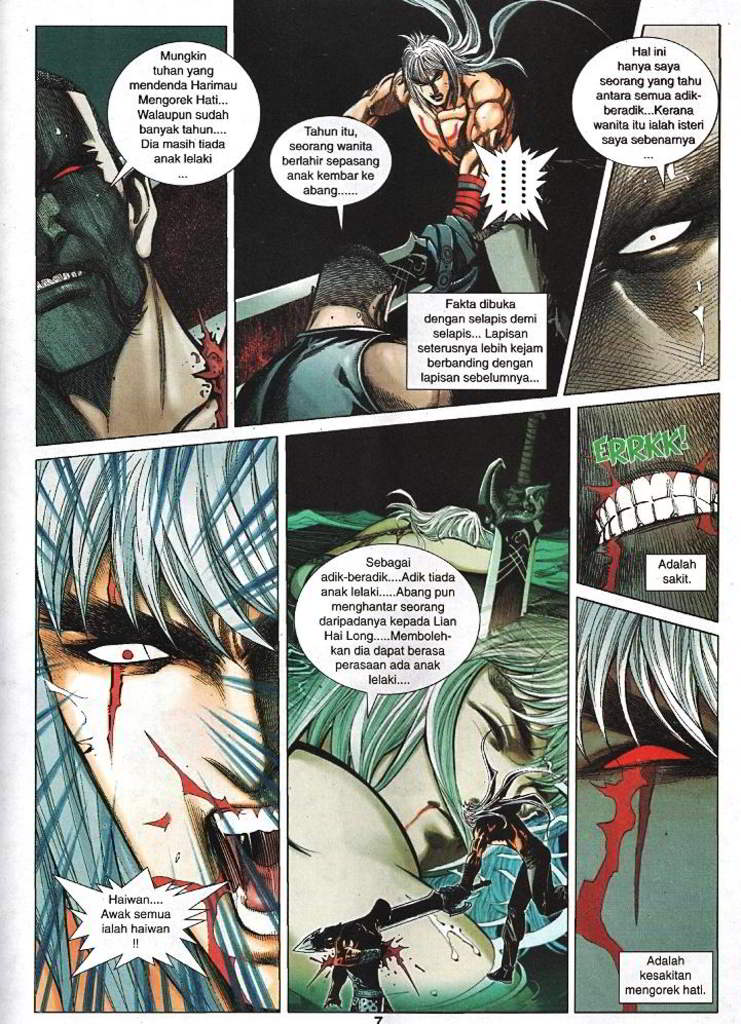 Mungkin
tuhan yang
mendenda Harimau
Mengorek Hati...
Walaupun sudah
banyak tahun....
Dia masih tiada
anak lelaki
...
Tahun itu,
seorang wanita
berlahir sepasang
anak kembar ke
abang......
Fakta dibuka
dengan selapis demi
selapis... Lapisan
seterusnya lebih kejam
berbanding dengan
lapisan sebelumnya...
Hal ini
hanya saya
seorang yang tahu
antara semua adik-
beradik...Kerana
wanita itu ialah isteri
saya sebenarnya
...
Haiwan....
Awak semua
ialah haiwan
!!
Sebagai
adik-beradik....Adik tiada
anak lelaki.....Abang pun
menghantar seorang
daripadanya kepada Lian
Hai Long.....Memboleh-
kan dia dapat berasa
perasaan ada anak
lelaki....
ERRKK!
Adalah
sakit.
Adalah
kesakitan
mengorek hati.
7